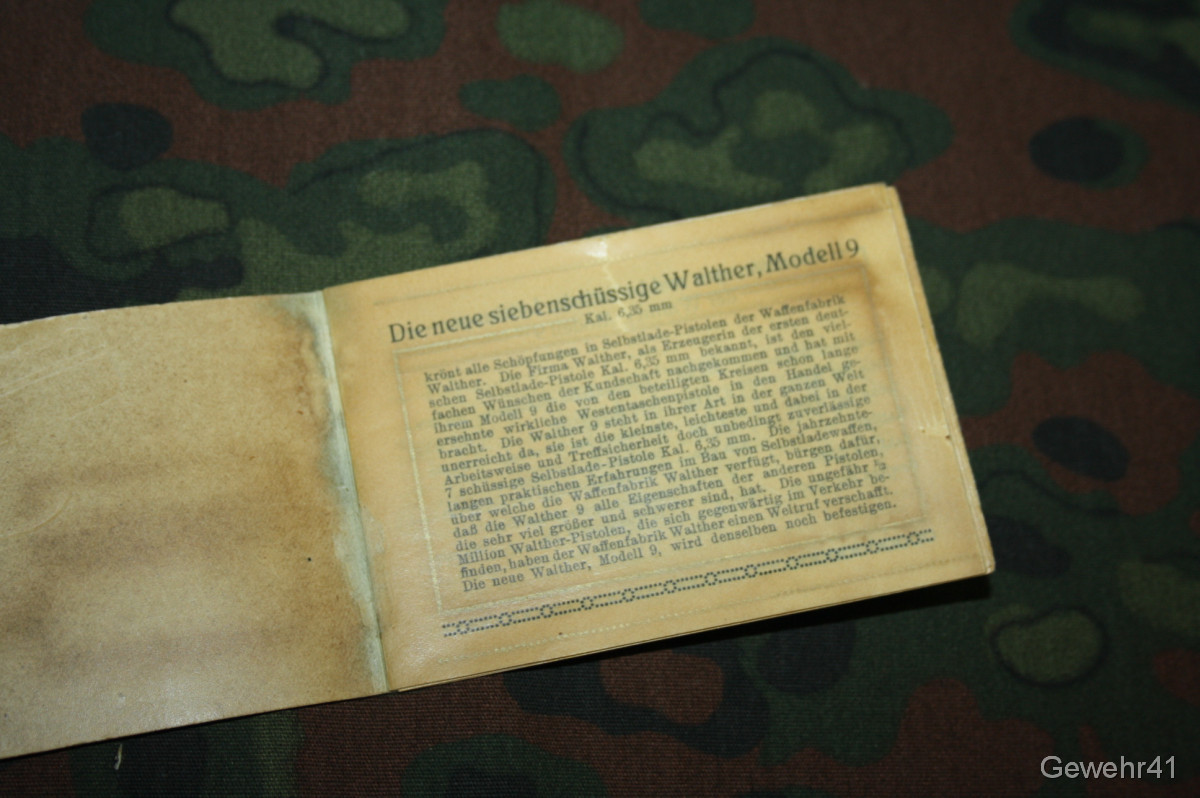 Die neue siebenschüssige Walther, Modell 9
Kal. 6,35 mm
krönt alle Schöpfungen in Selbstlade-Pistolen der Waffenfabrik
Walther. Die Firma Walther, als Erzeugerin der ersten deut-
schen Selbstlade-Pistole Kal. 6,35 mm bekannt, ist den viel-
fachen Wünschen der Kundschaft nachgekommen und hat mit
ihrem Modell 9 die von den beteiligten Kreisen schon lange
ersehnte wirkliche Westentaschenpistole in den Handel ge-
bracht. Die Walther 9 steht in ihrer Art in der ganzen Welt
unerreicht da, sie ist die kleinste, leichteste und dabei in der
Arbeitsweise und Treffsicherheit doch unbedingt zuverlässige
7 schüssige Selbstlade-Pistole Kal. 6,35 mm. Die jahrzehnte-
langen praktischen Erfahrungen im Bau von Selbstladewaffen,
über welche die Waffenfabrik Walther verfügt, bürgen dafür,
daß die Walther 9 alle Eigenschaften der anderen Pistolen,
die sehr viel größer und schwerer sind, hat. Die ungefähr ½
Million Walther-Pistolen, die sich gegenwärtig im Verkehr be-
finden, haben der Waffenfabrik Walther einen Weltruf verschafft.
Die neue Walther, Modell 9, wird denselben noch befestigen.
Gewehr41